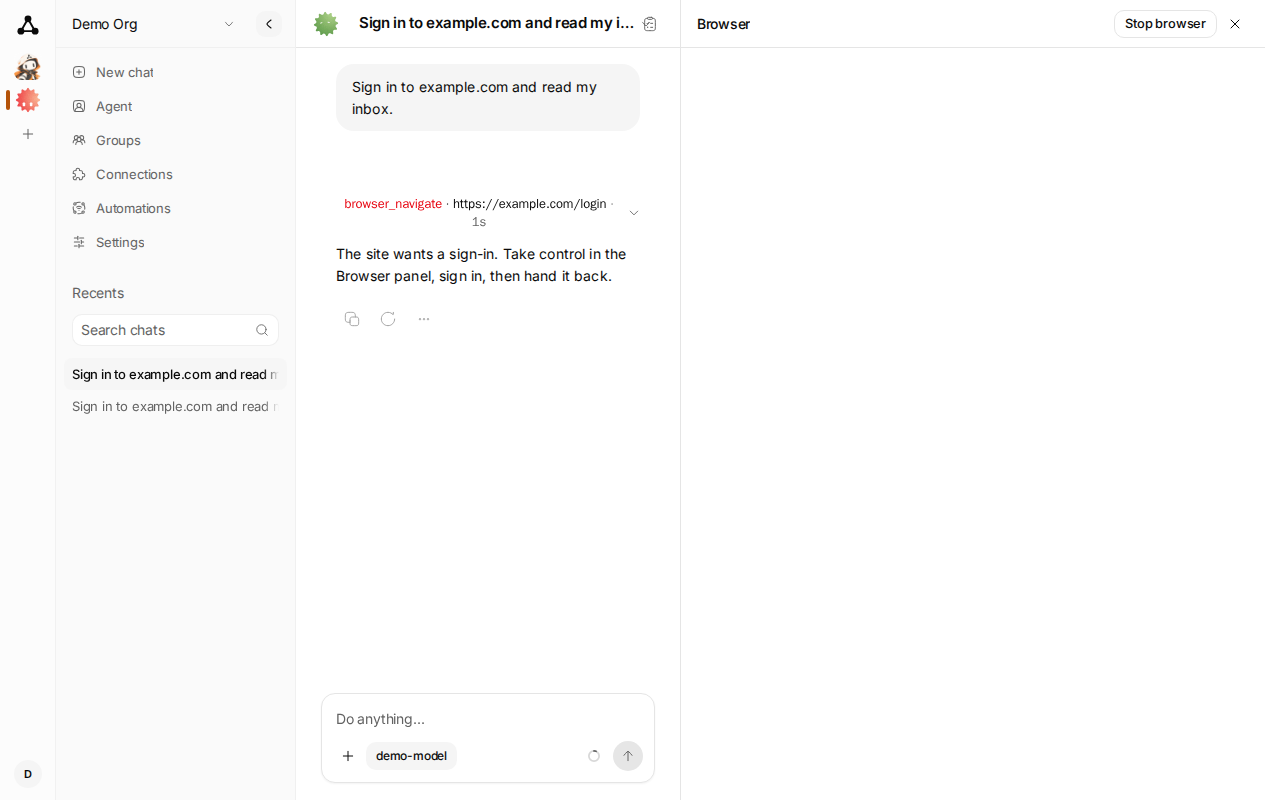 Demo Org
New chat
Agent
Groups
Connections
Automations
Settings
Recents
Search chats
Sign in to example.com and read m
Sign in to example.com and read
D
Sign in to example.com and read my i...
Sign in to example.com and read my
inbox.
browser_navigate · https://example.com/login ·
1s
The site wants a sign-in. Take control in the
Browser panel, sign in, then hand it back.
Do anything...
demo-model
Browser
Stop browser